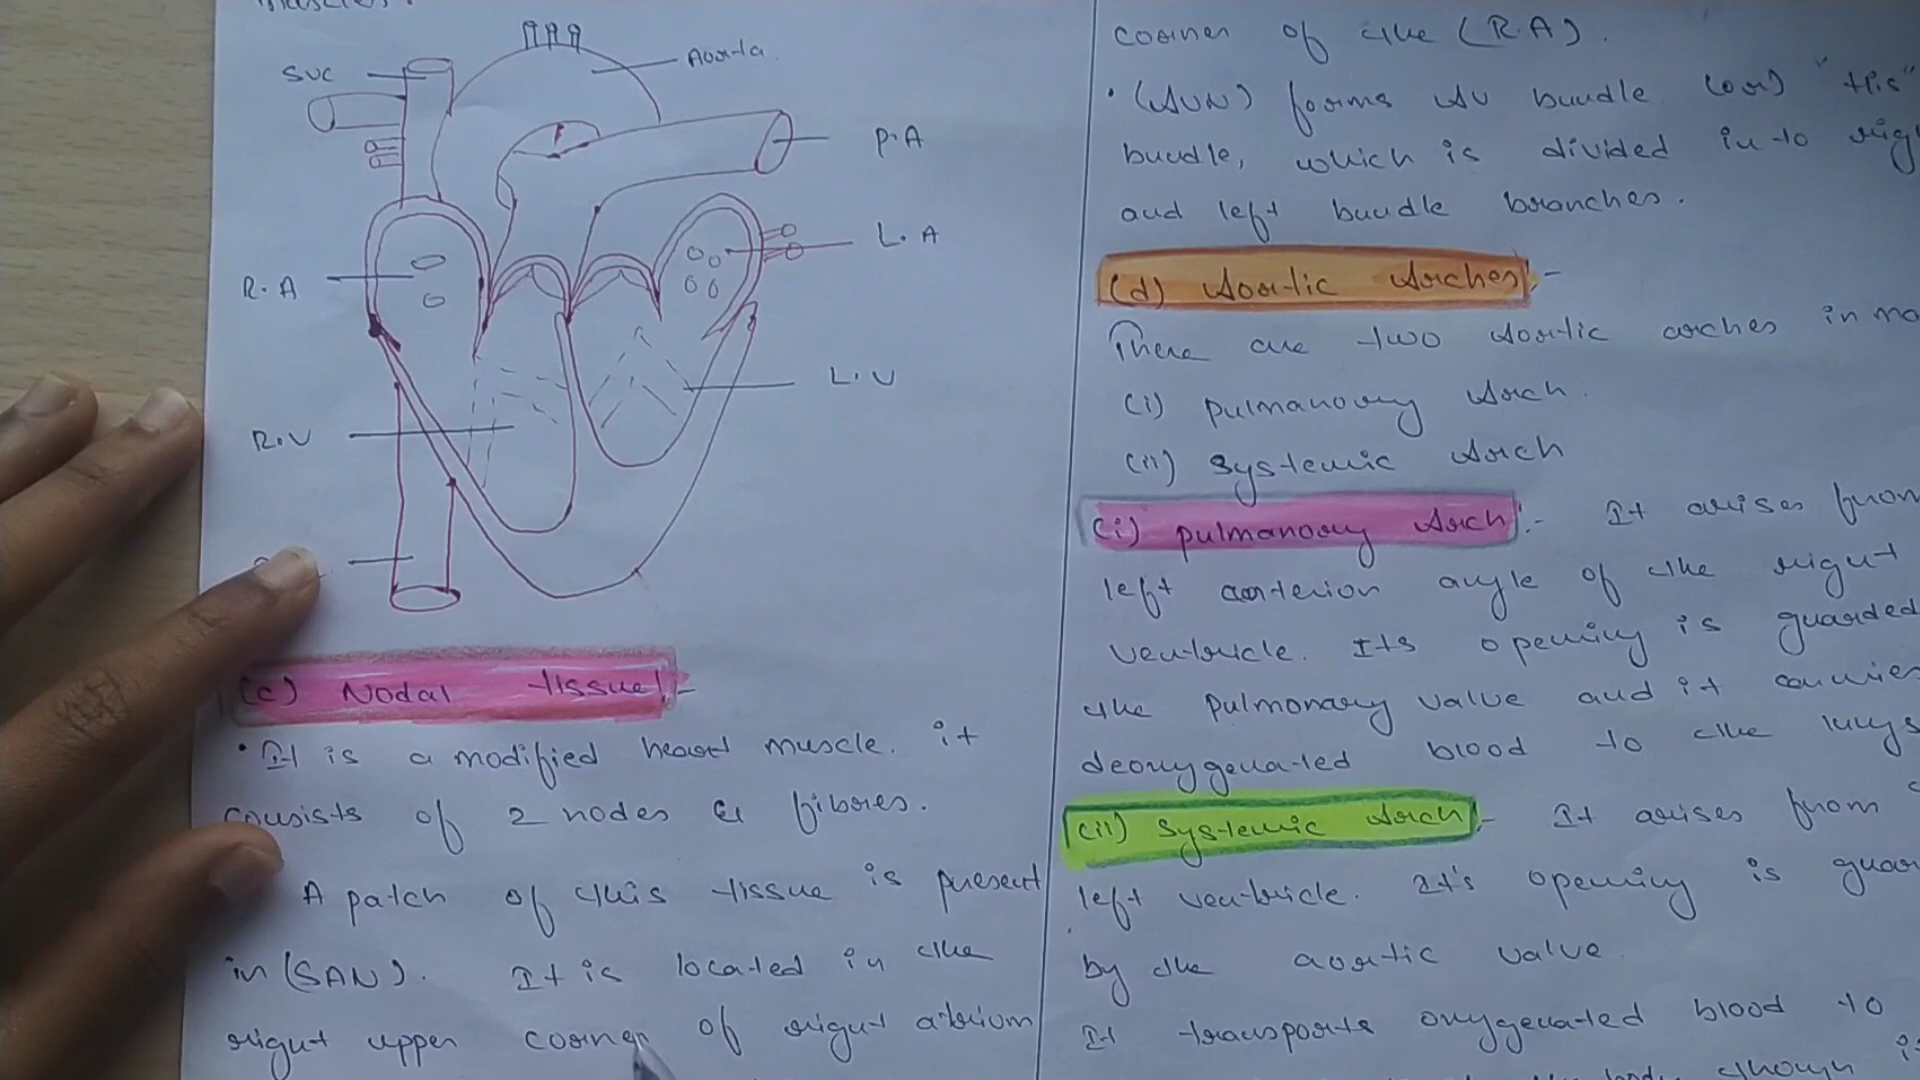 SVC
Aorta
P.A
L.A
R.A
L.V
R.V
(c) Nodal tissue!-
• It is a modified heart muscle. it
consists of 2 nodes & fibres.
A patch of this tissue is present
in (SAN). It is located in the
right upper corner of right atrium
corner of the (R.A).
• (AVN) forms AV bundle (or) "His"
bundle, which is divided in to
and left bundle branches.
(d) Aortic Arches!-
There are two Aortic arches in
(i) pulmanoury Arch.
(ii) Systemic Arch
(i) pulmanoury Arch!- It arises from
left anterior angle of the right
ventricle. Its opening is guarded
the pulmonary valve and it carries
deoxygenated blood to the lungs
(ii) Systemic Arch!- It arises from
left ventricle. It's opening is
by the aortic valve.
It transports oxygenated blood to